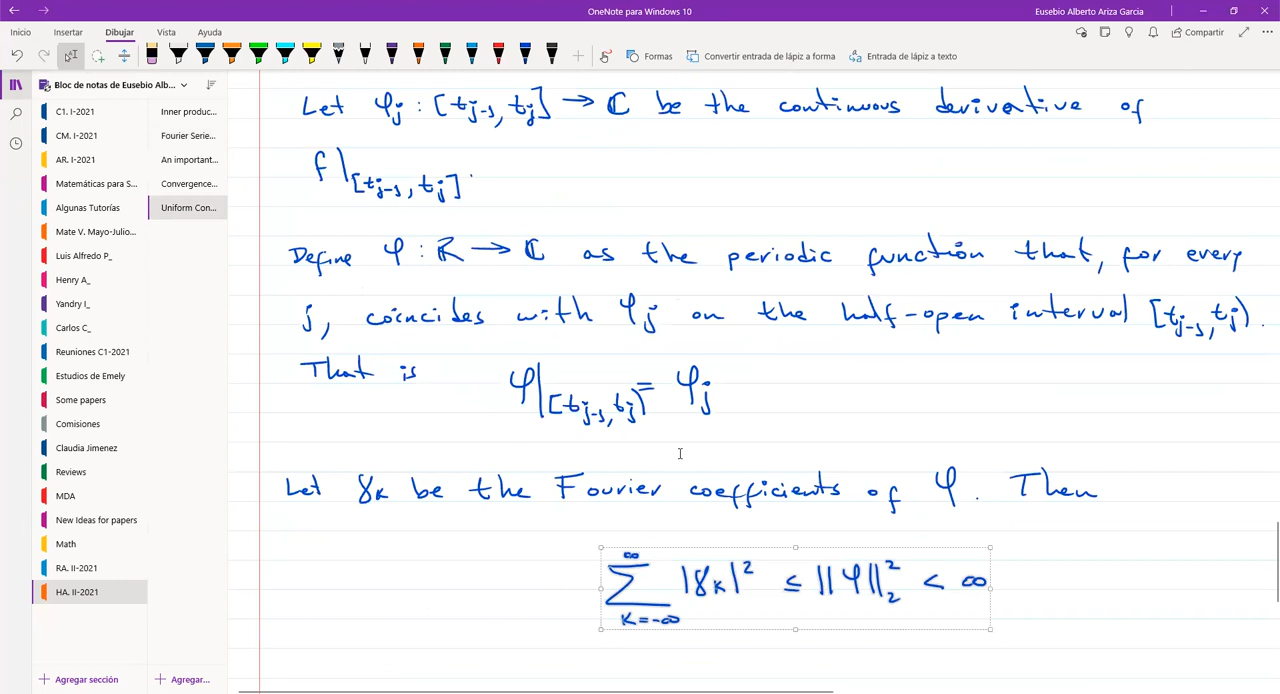 OneNote para Windows 10
Eusebio Alberto Ariza Garcia
Inicio Insertar Dibujar Vista Ayuda
Compartir
Formas Convertir entrada de lápiz a forma Entrada de lápiz a texto
Bloc de notas de Eusebio Alb...
C1. I-2021
CM. I-2021
AR. I-2021
Matemáticas para S...
Algunas Tutorías
Mate V. Mayo-Julio...
Luis Alfredo P_
Henry A_
Yandry I_
Carlos C_
Reuniones C1-2021
Estudios de Emely
Some papers
Comisiones
Claudia Jimenez
Reviews
MDA
New Ideas for papers
Math
RA. II-2021
HA. II-2021
Agregar sección
Inner produc...
Fourier Serie...
An important...
Convergence...
Uniform Con...
Agregar...
Let φj : [tj-1, tj] → ℂ be the continuous derivative of
f|[tj-1, tj].
Define φ : ℝ → ℂ as the periodic function that, for every
j, coincides with φj on the half-open interval [tj-1, tj).
That is φ|[tj-1, tj) = φj
Let γk be the Fourier coefficients of φ. Then
∑_{k=-∞}^{∞} |γk|² ≤ ||φ||₂² < ∞